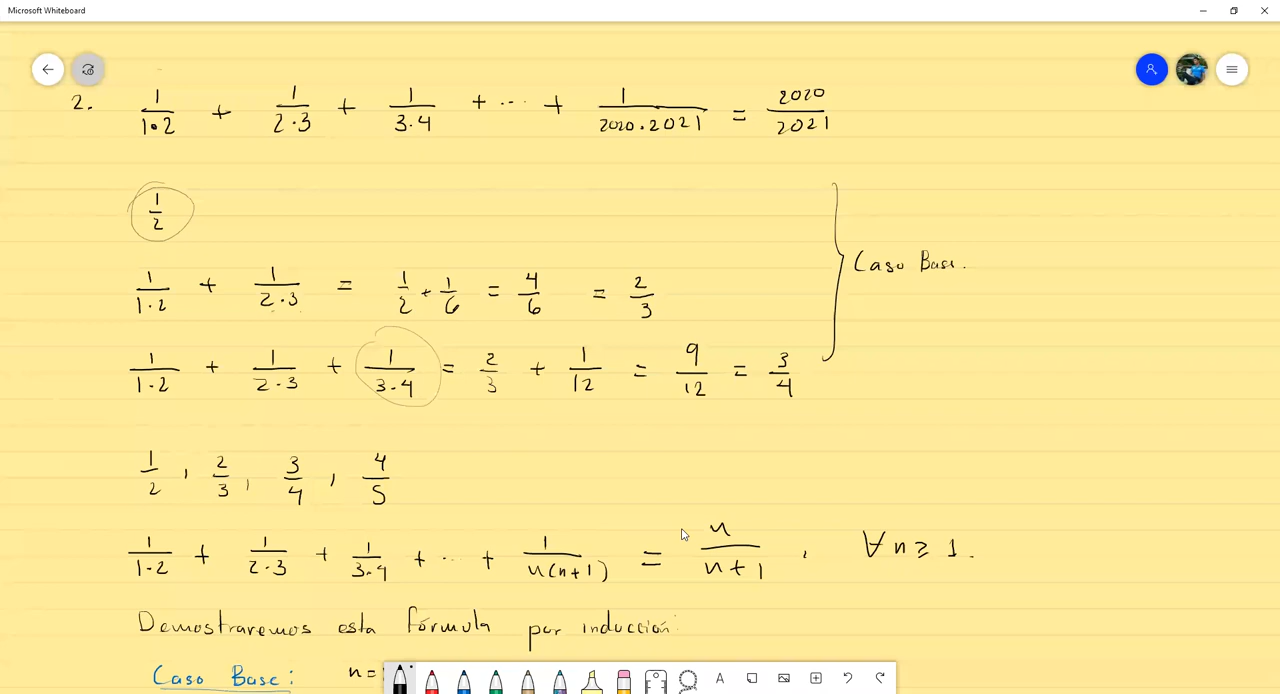 Microsoft Whiteboard
2. 1/1·2 + 1/2·3 + 1/3·4 + ... + 1/2020.2021 = 2020/2021
1/2
1/1·2 + 1/2·3 = 1/2 + 1/6 = 4/6 = 2/3
Caso Base.
1/1·2 + 1/2·3 + 1/3·4 = 2/3 + 1/12 = 9/12 = 3/4
1/2, 2/3, 3/4, 4/5
1/1·2 + 1/2·3 + 1/3·4 + ... + 1/n(n+1) = n/n+1, ∀n≥1.
Demostraremos esta fórmula por inducción:
Caso Base: n=
A